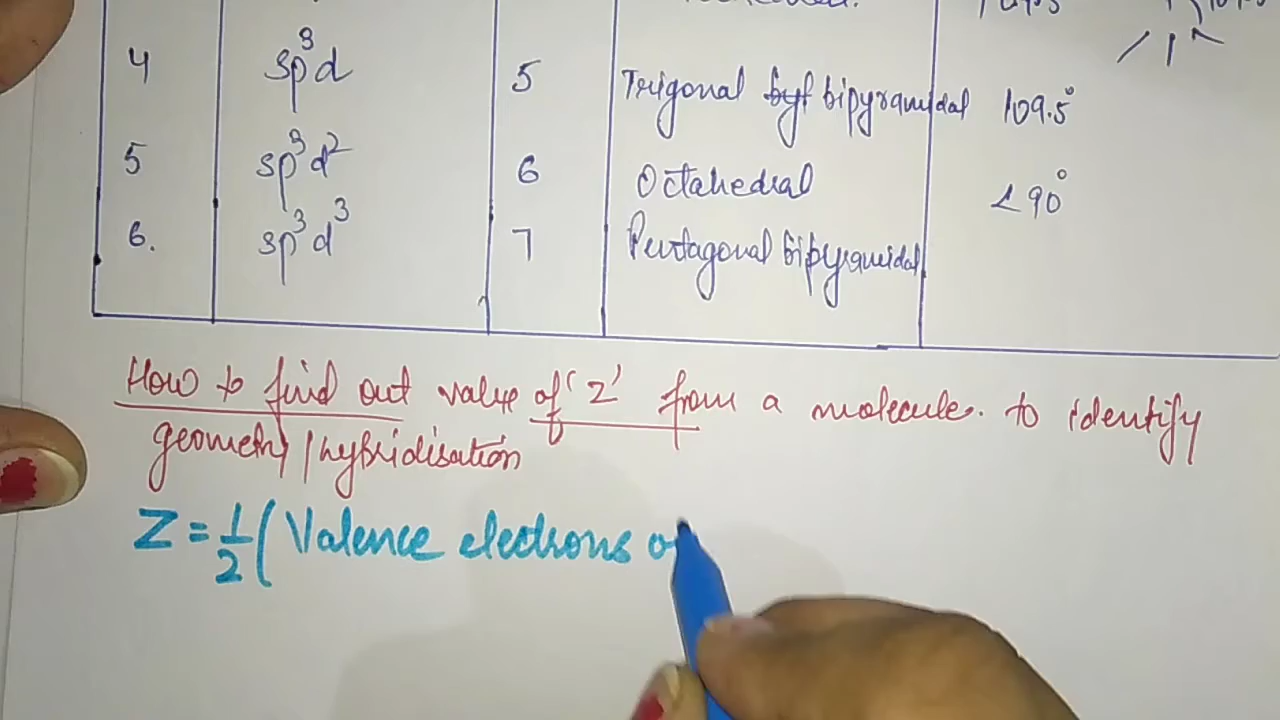 4 sp³d 5 Trigonal byf bipyramidal 109.5°
5 sp³d² 6 Octahedral <90°
6. sp³d³ 7 Pentagonal bipyramidal
How to find out value of 'Z' from a molecule. to identify
geometry/hybridisation
Z = 1/2 ( Valence electrons of